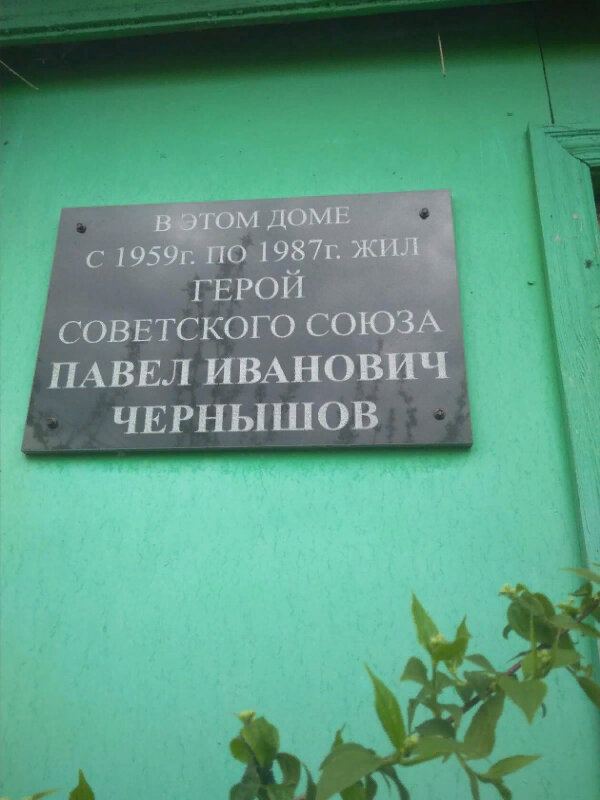 В ЭТОМ ДОМЕ
С 1959г. ПО 1987г. ЖИЛ
ГЕРОЙ
СОВЕТСКОГО СОЮЗА
ПАВЕЛ ИВАНОВИЧ
ЧЕРНЫШОВ